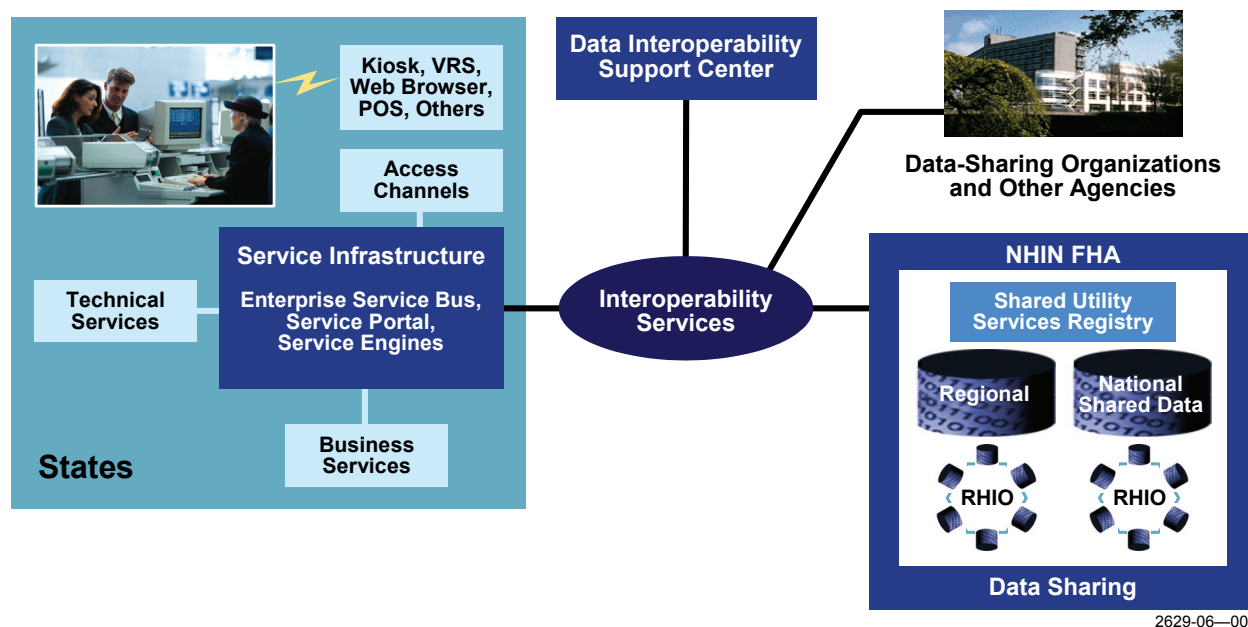 Kiosk, VRS,
Web Browser,
POS, Others
Access
Channels
Service Infrastructure
Enterprise Service Bus,
Service Portal,
Service Engines
Technical
Services
Business
Services
States
Data Interoperability
Support Center
Interoperability
Services
Data-Sharing Organizations
and Other Agencies
NHIN FHA
Shared Utility
Services Registry
Regional
National
Shared Data
RHIO
RHIO
Data Sharing
2629-06—00